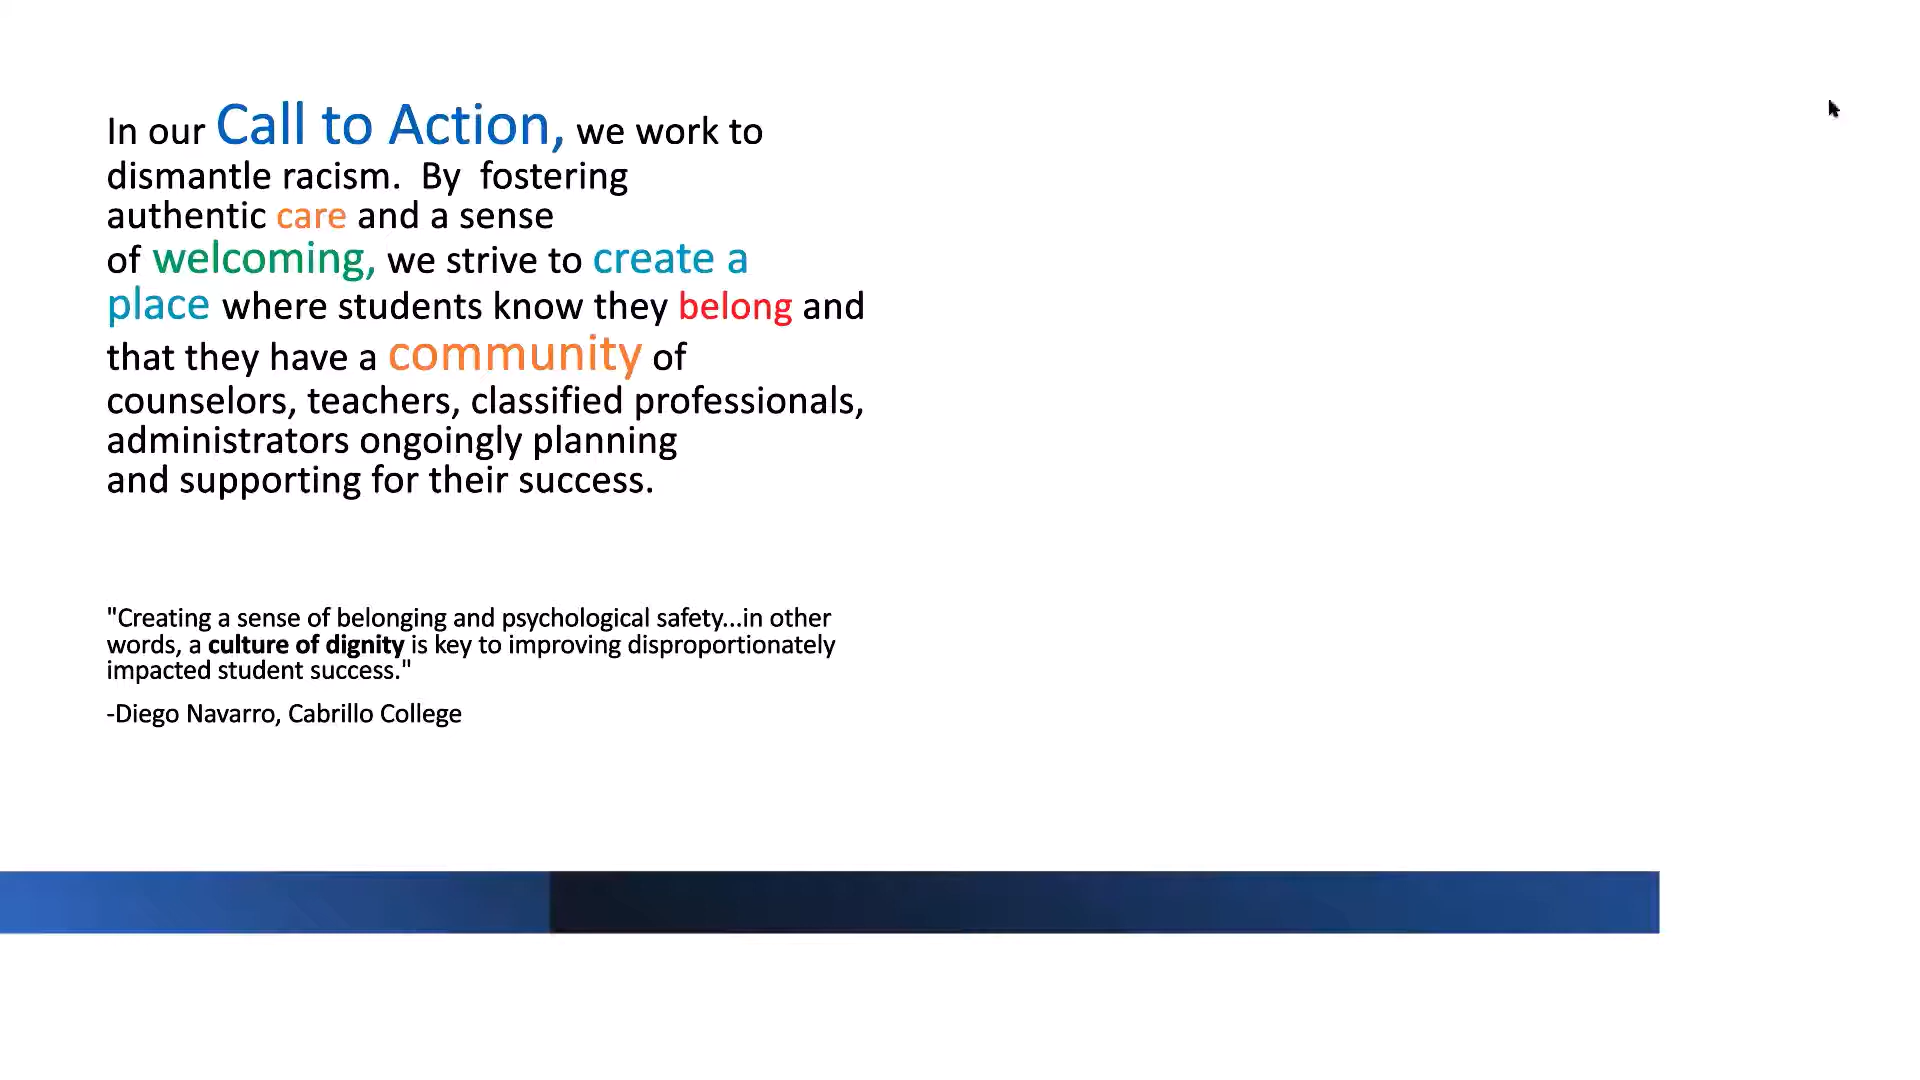 In our Call to Action, we work to
dismantle racism.  By  fostering
authentic care and a sense
of welcoming, we strive to create a
place where students know they belong and
that they have a community of
counselors, teachers, classified professionals,
administrators ongoingly planning
and supporting for their success.
"Creating a sense of belonging and psychological safety...in other
words, a culture of dignity is key to improving disproportionately
impacted student success."
-Diego Navarro, Cabrillo College